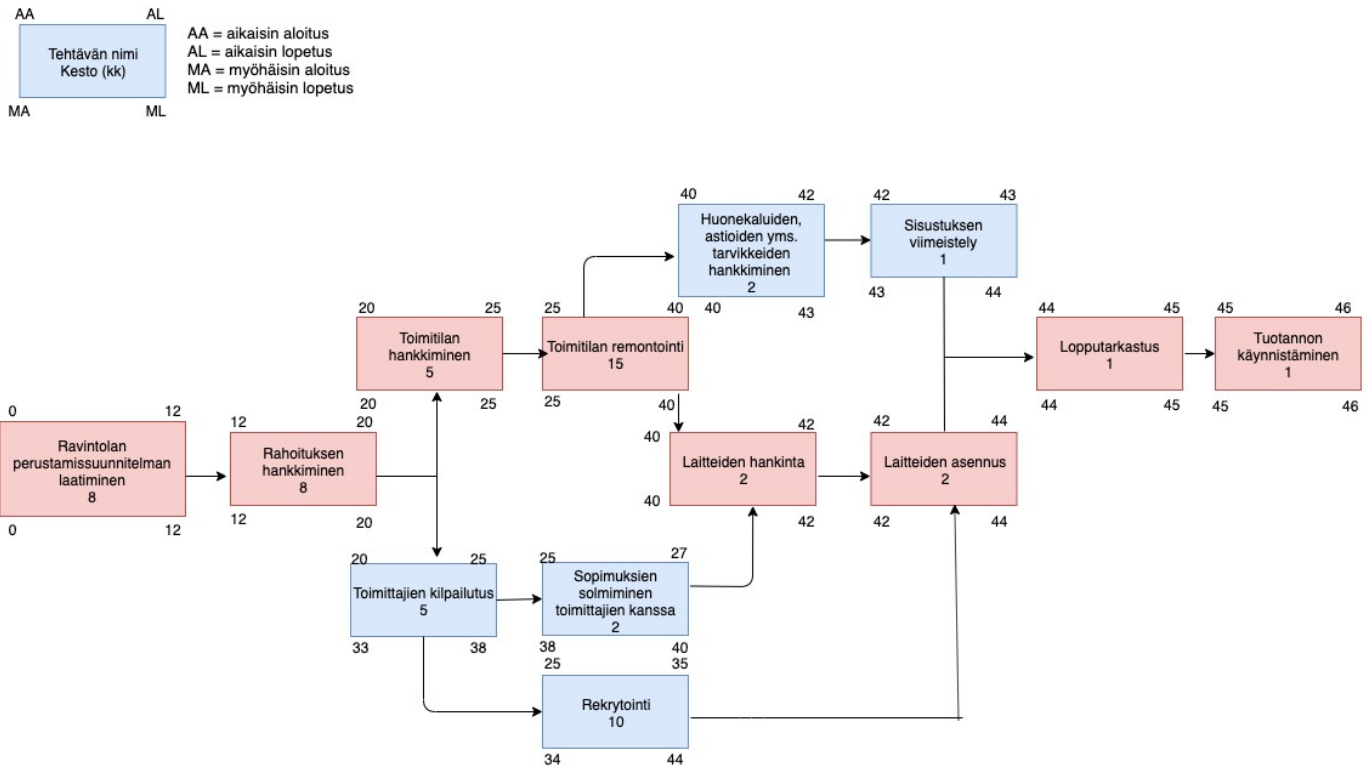 AA AL
Tehtävän nimi
Kesto (kk)
MA ML
AA = aikaisin aloitus
AL = aikaisin lopetus
MA = myöhäisin aloitus
ML = myöhäisin lopetus
40 42
Huonekaluiden,
astioiden yms.
tarvikkeiden
hankkiminen
2
40 43
42 43
Sisustuksen
viimeistely
1
43 44
20 25
Toimitilan
hankkiminen
5
20 25
25 40
Toimitilan remontointi
15
25 40
44 45
Lopputarkastus
1
44 45
45 46
Tuotannon
käynnistäminen
1
45 46
0 12
Ravintolan
perustamissuunnitelman
laatiminen
8
0 12
12 20
Rahoituksen
hankkiminen
8
12 20
40 42
Laitteiden hankinta
2
40 42
42 44
Laitteiden asennus
2
42 44
20 25
Toimittajien kilpailutus
5
33 38
25 27
Sopimuksien
solmiminen
toimittajien kanssa
2
38 40
25 35
Rekrytointi
10
34 44